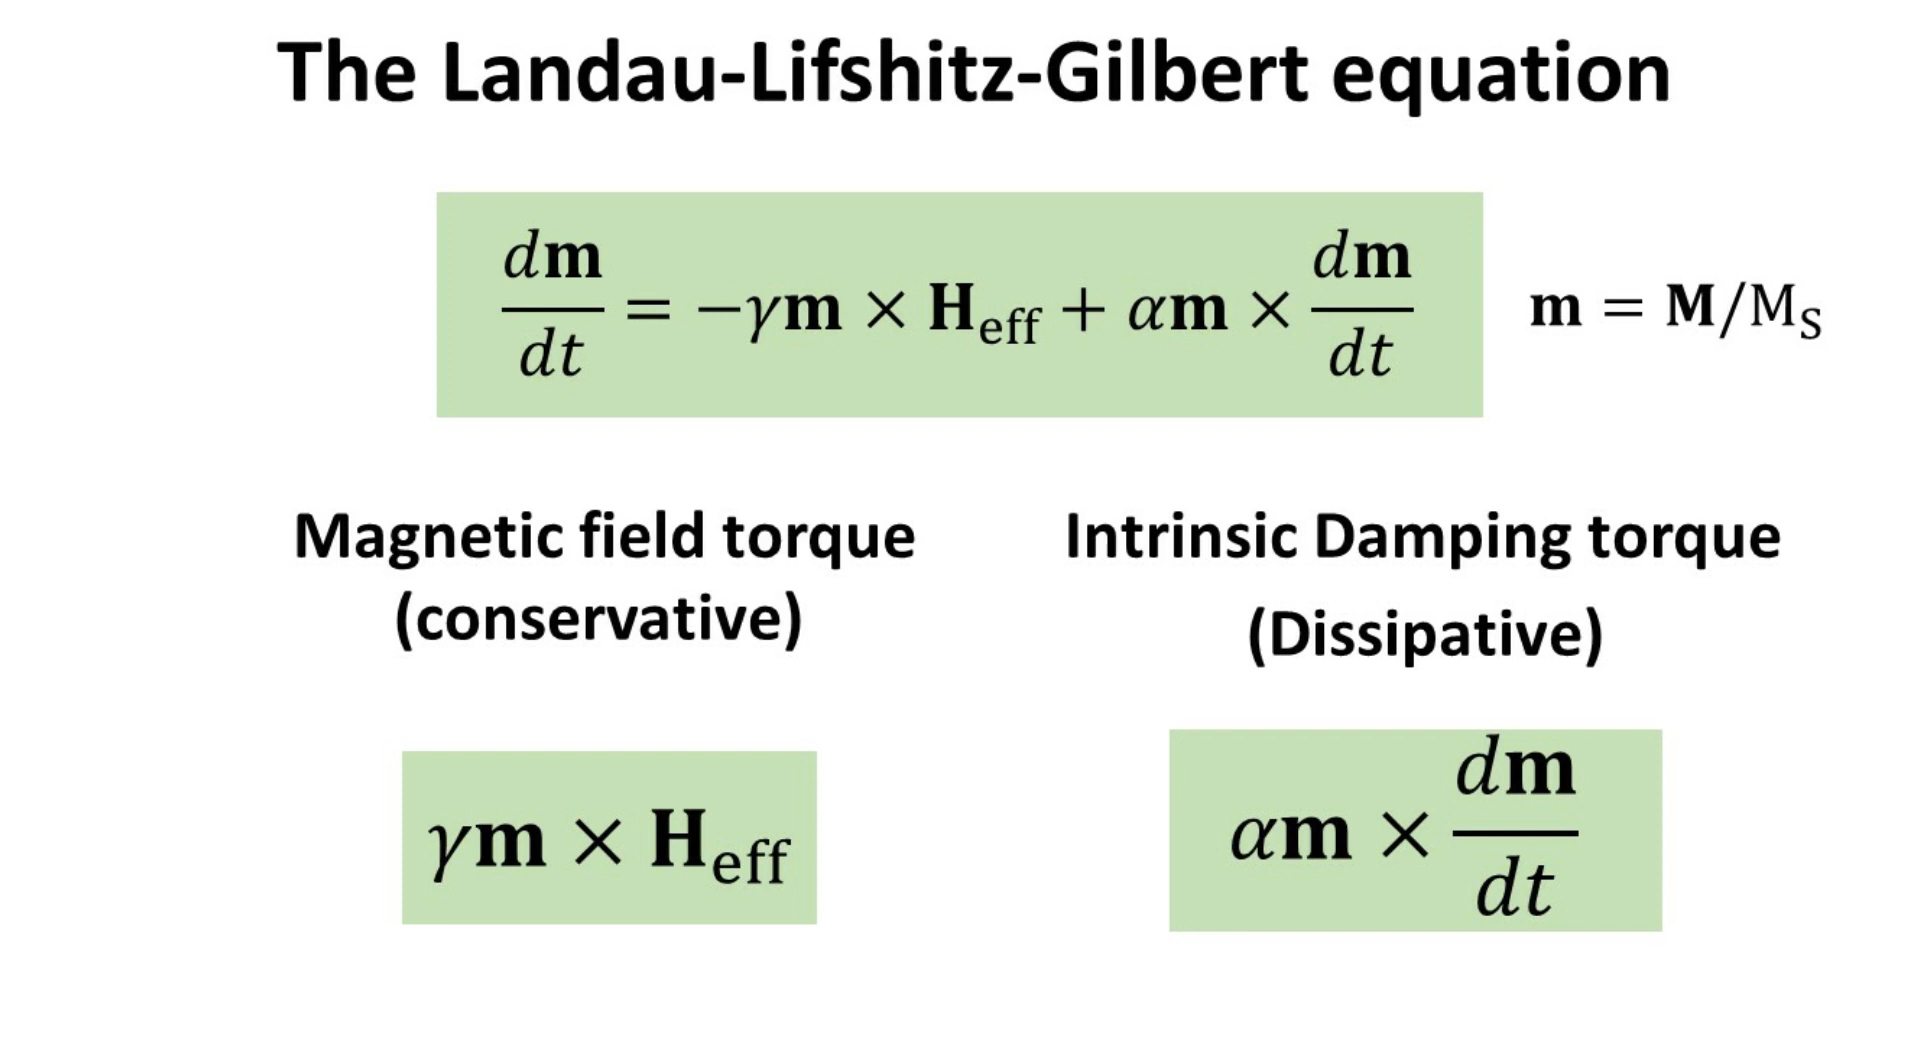 The Landau-Lifshitz-Gilbert equation
d𝐦/dt = −γ𝐦 × 𝐇_eff + α𝐦 × d𝐦/dt    𝐦 = 𝐌/M_S
Magnetic field torque
(conservative)
Intrinsic Damping torque
(Dissipative)
γ𝐦 × 𝐇_eff
α𝐦 × d𝐦/dt